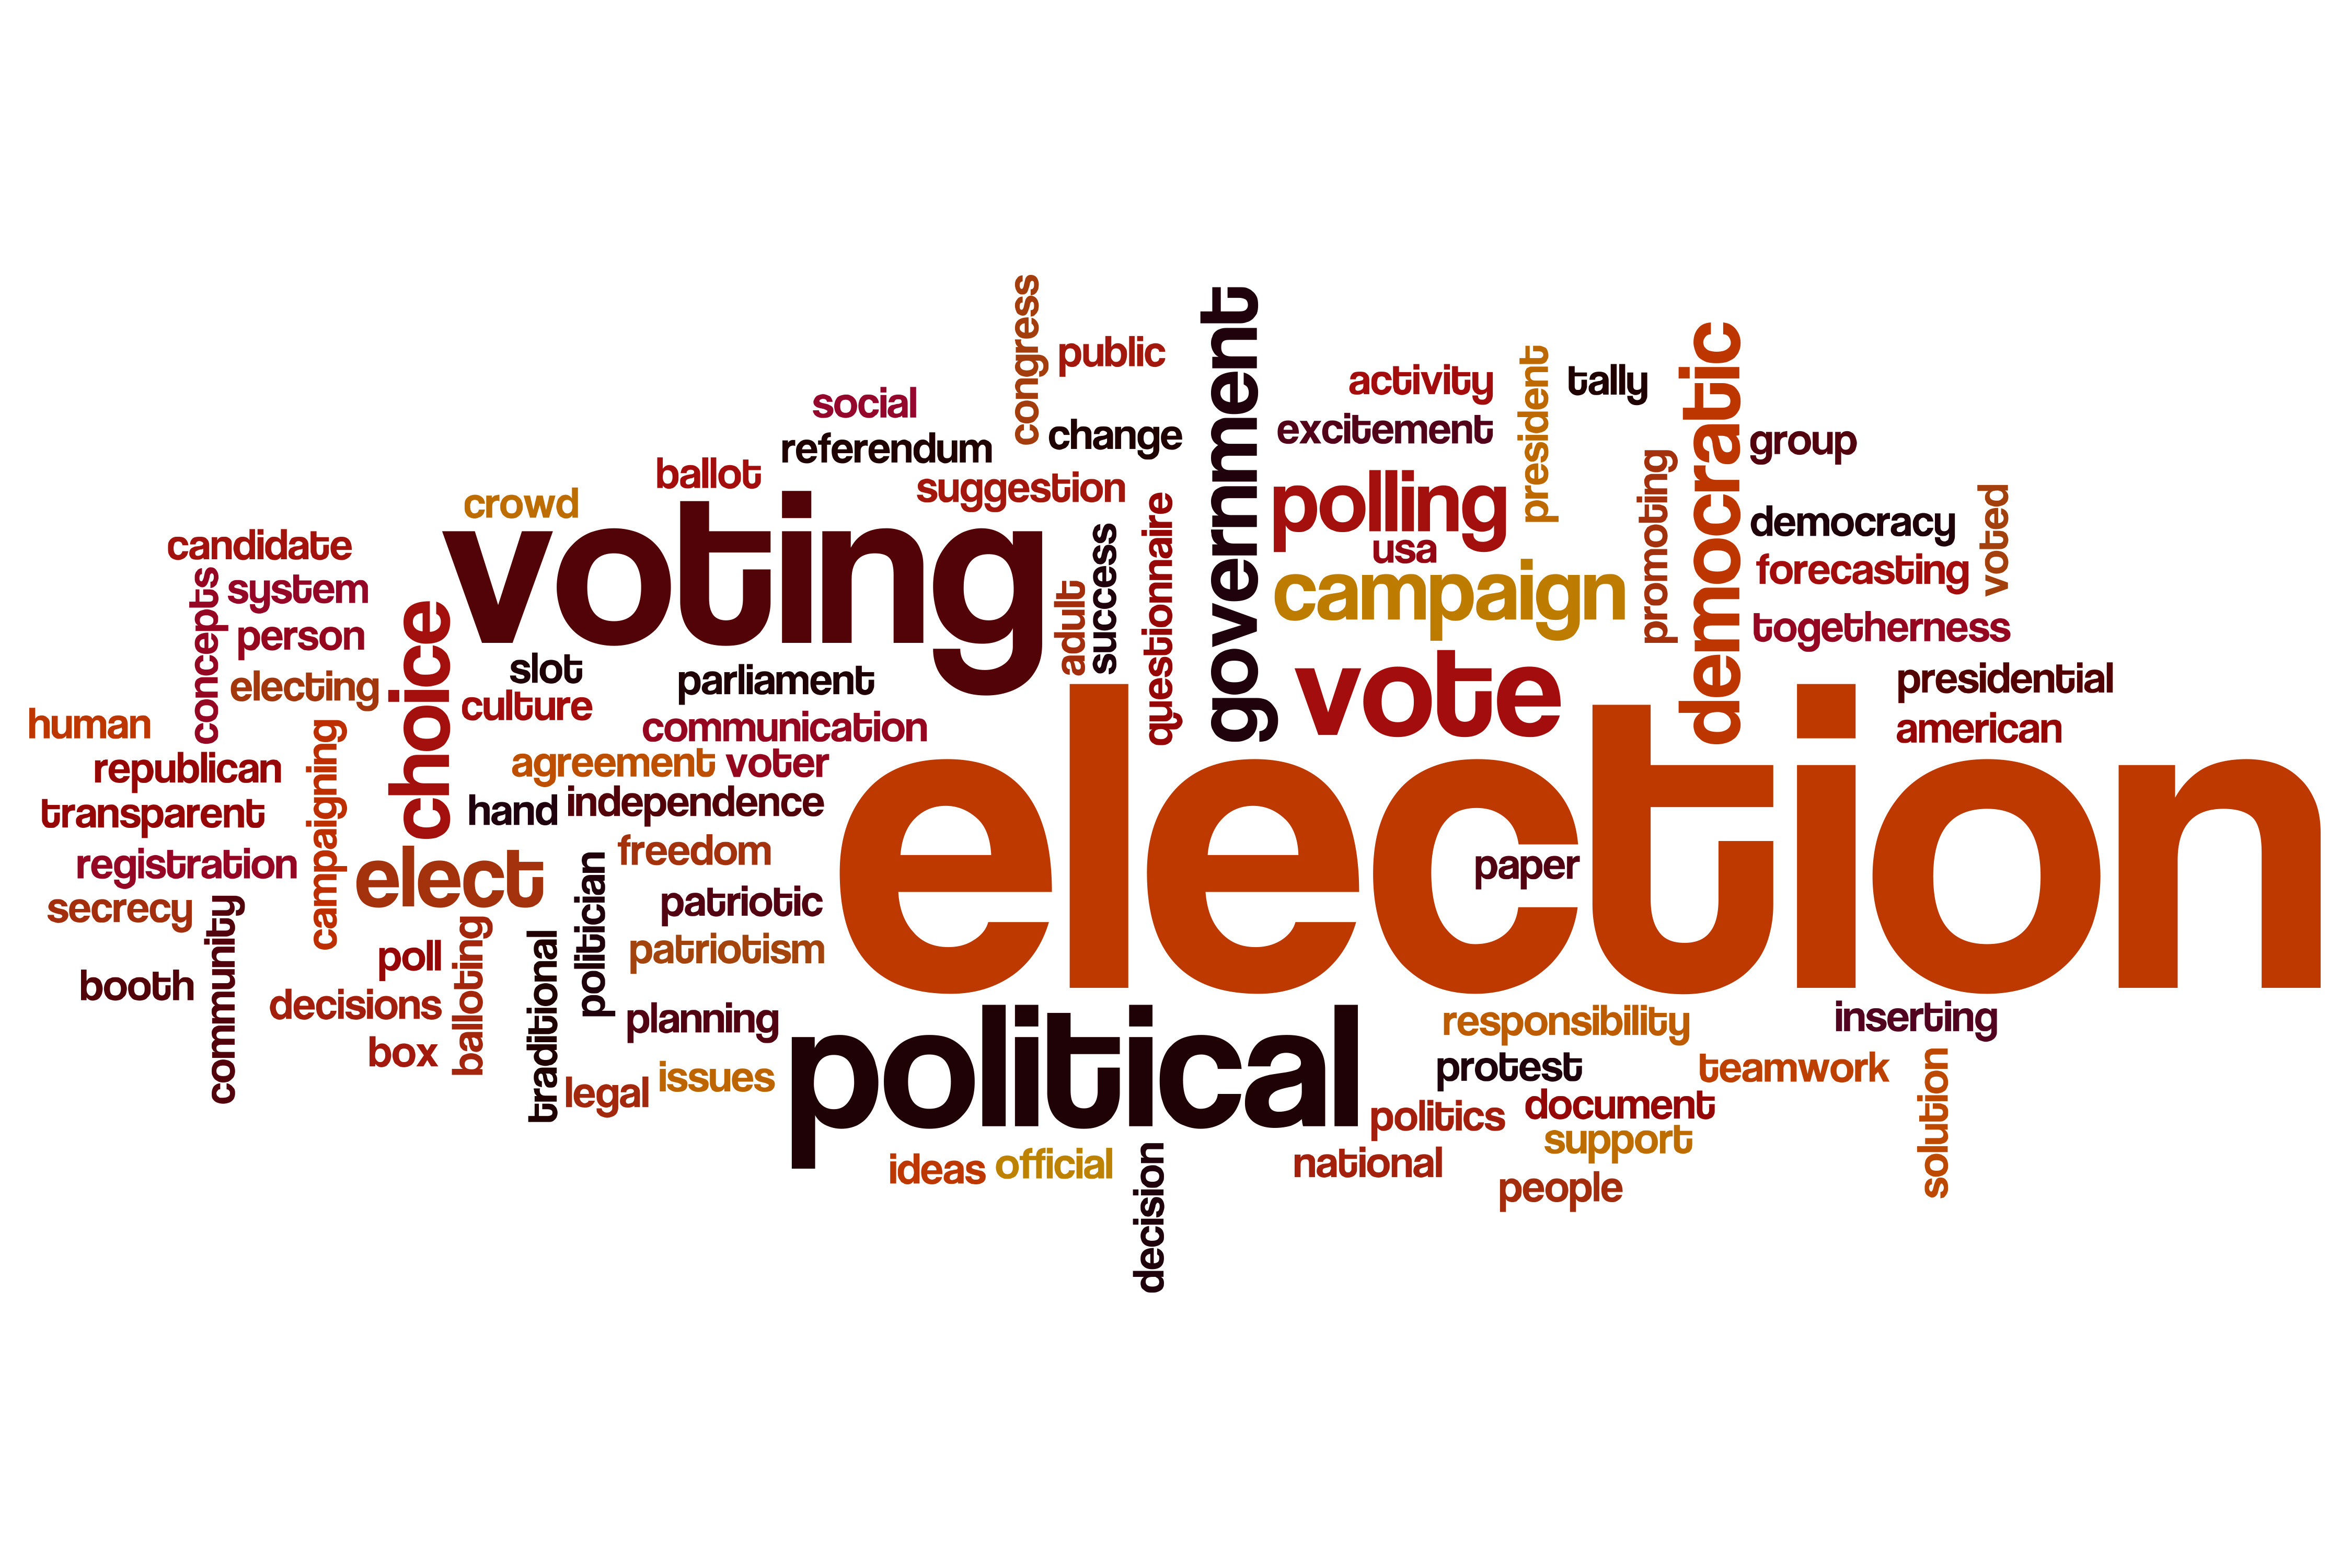 congress
public
government
democratic
president
activity
tally
social
change
excitement
referendum
group
ballot
suggestion
polling
promoting
crowd
voting
questionnaire
democracy
voted
candidate
success
usa
forecasting
concepts
system
adult
campaign
choice
person
togetherness
slot
parliament
vote
presidential
electing
culture
human
communication
american
campaigning
republican
agreement
voter
election
transparent
hand
independence
registration
elect
freedom
paper
politician
secrecy
patriotic
community
poll
balloting
traditional
patriotism
booth
decisions
planning
political
responsibility
inserting
box
issues
protest
teamwork
solution
legal
politics
document
support
ideas
official
decision
national
people